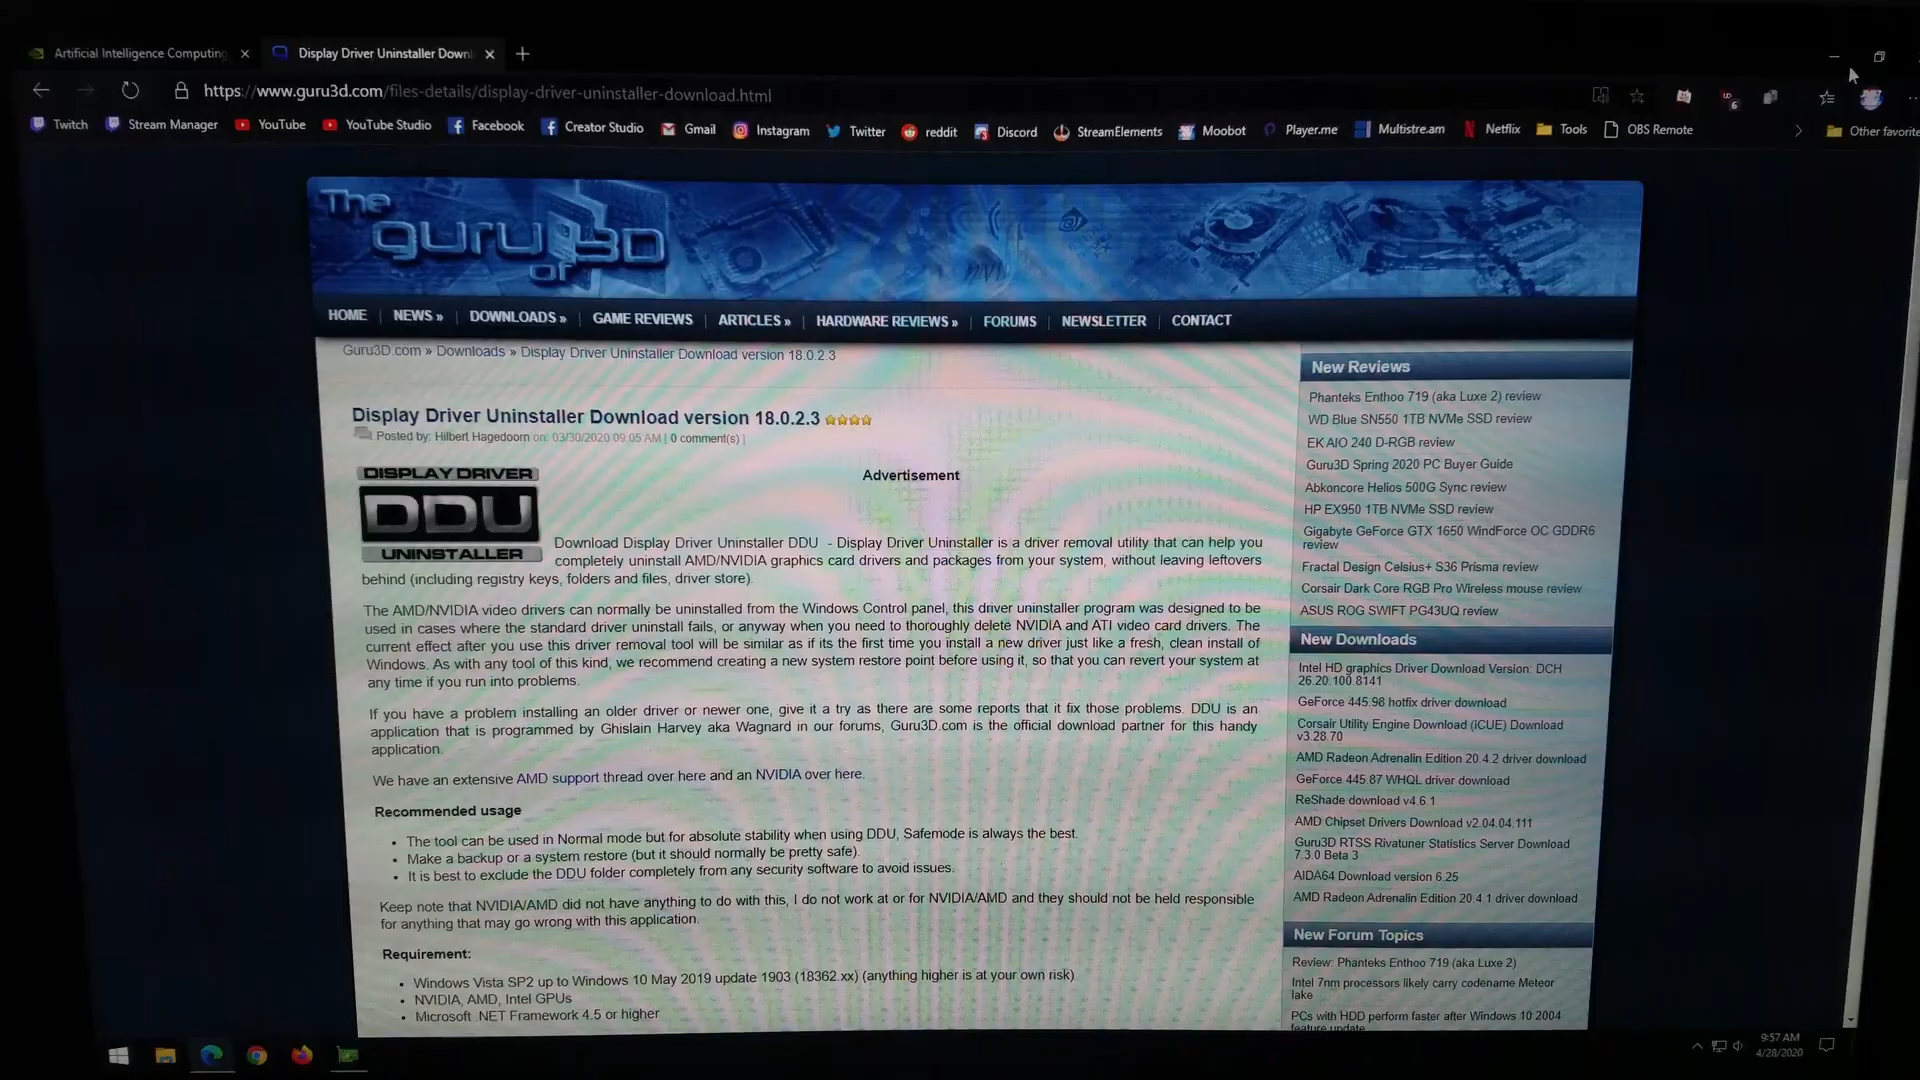 Artificial Intelligence Computing
Display Driver Uninstaller Down
https://www.guru3d.com/files-details/display-driver-uninstaller-download.html
6
Twitch
Stream Manager
YouTube
YouTube Studio
Facebook
Creator Studio
Gmail
Instagram
Twitter
reddit
Discord
StreamElements
Moobot
Player.me
Multistre.am
Netflix
Tools
OBS Remote
Other favorite
The
guru
of
3D
HOME | NEWS » | DOWNLOADS » | GAME REVIEWS | ARTICLES » | HARDWARE REVIEWS » | FORUMS | NEWSLETTER | CONTACT
Guru3D.com » Downloads » Display Driver Uninstaller Download version 18.0.2.3
Display Driver Uninstaller Download version 18.0.2.3
Posted by: Hilbert Hagedoorn on: 03/30/2020 09:05 AM | 0 comment(s) |
DISPLAY DRIVER
DDU
UNINSTALLER
Advertisement
Download Display Driver Uninstaller DDU - Display Driver Uninstaller is a driver removal utility that can help you
completely uninstall AMD/NVIDIA graphics card drivers and packages from your system, without leaving leftovers
behind (including registry keys, folders and files, driver store).
The AMD/NVIDIA video drivers can normally be uninstalled from the Windows Control panel, this driver uninstaller program was designed to be
used in cases where the standard driver uninstall fails, or anyway when you need to thoroughly delete NVIDIA and ATI video card drivers. The
current effect after you use this driver removal tool will be similar as if its the first time you install a new driver just like a fresh, clean install of
Windows. As with any tool of this kind, we recommend creating a new system restore point before using it, so that you can revert your system at
any time if you run into problems.
If you have a problem installing an older driver or newer one, give it a try as there are some reports that it fix those problems. DDU is an
application that is programmed by Ghislain Harvey aka Wagnard in our forums, Guru3D.com is the official download partner for this handy
application.
We have an extensive AMD support thread over here and an NVIDIA over here.
Recommended usage
• The tool can be used in Normal mode but for absolute stability when using DDU, Safemode is always the best.
• Make a backup or a system restore (but it should normally be pretty safe).
• It is best to exclude the DDU folder completely from any security software to avoid issues.
Keep note that NVIDIA/AMD did not have anything to do with this, I do not work at or for NVIDIA/AMD and they should not be held responsible
for anything that may go wrong with this application.
Requirement:
• Windows Vista SP2 up to Windows 10 May 2019 update 1903 (18362.xx) (anything higher is at your own risk)
• NVIDIA, AMD, Intel GPUs
• Microsoft .NET Framework 4.5 or higher
New Reviews
Phanteks Enthoo 719 (aka Luxe 2) review
WD Blue SN550 1TB NVMe SSD review
EK AIO 240 D-RGB review
Guru3D Spring 2020 PC Buyer Guide
Abkoncore Helios 500G Sync review
HP EX950 1TB NVMe SSD review
Gigabyte GeForce GTX 1650 WindForce OC GDDR6
review
Fractal Design Celsius+ S36 Prisma review
Corsair Dark Core RGB Pro Wireless mouse review
ASUS ROG SWIFT PG43UQ review
New Downloads
Intel HD graphics Driver Download Version: DCH
26.20.100.8141
GeForce 445.98 hotfix driver download
Corsair Utility Engine Download (iCUE) Download
v3.28.70
AMD Radeon Adrenalin Edition 20.4.2 driver download
GeForce 445.87 WHQL driver download
ReShade download v4.6.1
AMD Chipset Drivers Download v2.04.04.111
Guru3D RTSS Rivatuner Statistics Server Download
7.3.0 Beta 3
AIDA64 Download version 6.25
AMD Radeon Adrenalin Edition 20.4.1 driver download
New Forum Topics
Review: Phanteks Enthoo 719 (aka Luxe 2)
Intel 7nm processors likely carry codename Meteor
lake
PCs with HDD perform faster after Windows 10 2004
feature update
9:57 AM
4/28/2020